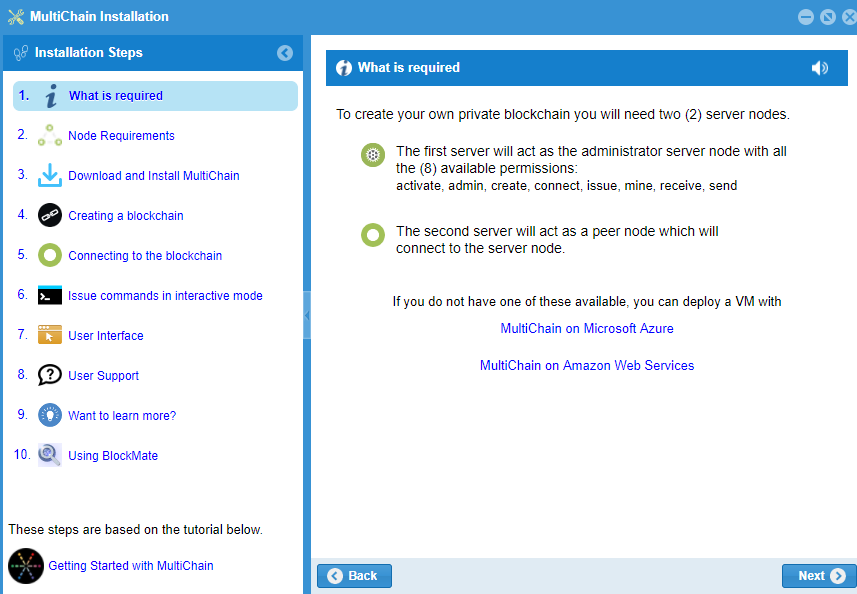 MultiChain Installation
Installation Steps
1. What is required
2. Node Requirements
3. Download and Install MultiChain
4. Creating a blockchain
5. Connecting to the blockchain
6. Issue commands in interactive mode
7. User Interface
8. User Support
9. Want to learn more?
10. Using BlockMate
These steps are based on the tutorial below.
Getting Started with MultiChain
What is required
To create your own private blockchain you will need two (2) server nodes.
The first server will act as the administrator server node with all
the (8) available permissions:
activate, admin, create, connect, issue, mine, receive, send
The second server will act as a peer node which will
connect to the server node.
If you do not have one of these available, you can deploy a VM with
MultiChain on Microsoft Azure
MultiChain on Amazon Web Services
Back
Next